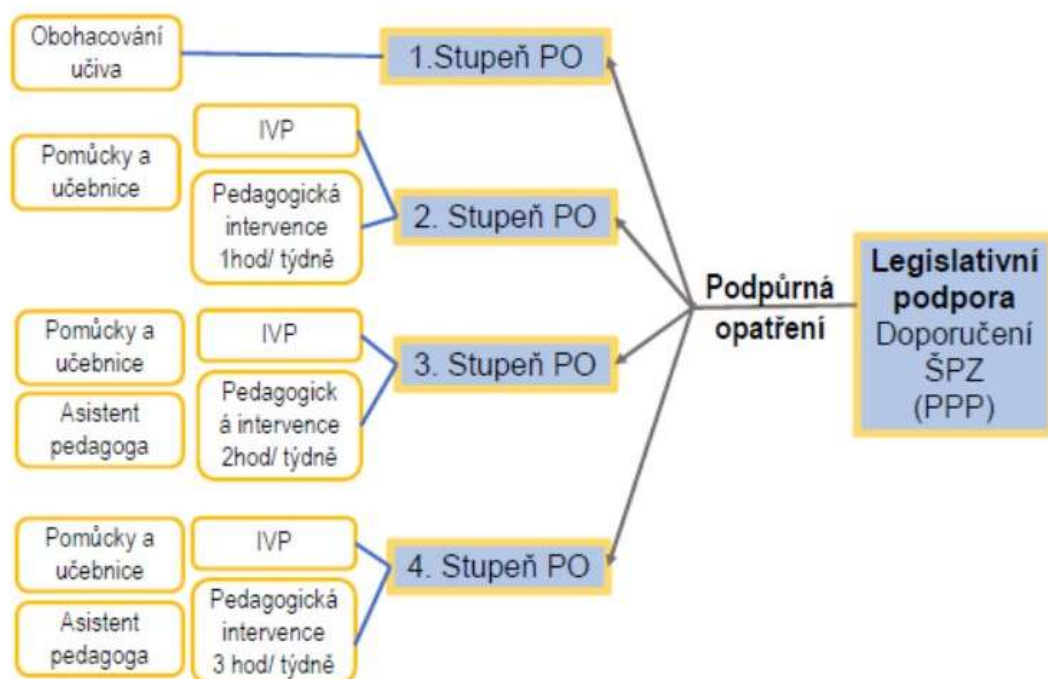 Obohacování
učiva
1.Stupeň PO
Pomůcky a
učebnice
IVP
Pedagogická
intervence
1hod/ týdně
2. Stupeň PO
Pomůcky a
učebnice
Asistent
pedagoga
IVP
Pedagogick
á intervence
2hod/ týdně
3. Stupeň PO
Pomůcky a
učebnice
Asistent
pedagoga
IVP
Pedagogická
intervence
3 hod/ týdně
4. Stupeň PO
Podpůrná
opatření
Legislativní
podpora
Doporučení
ŠPZ
(PPP)